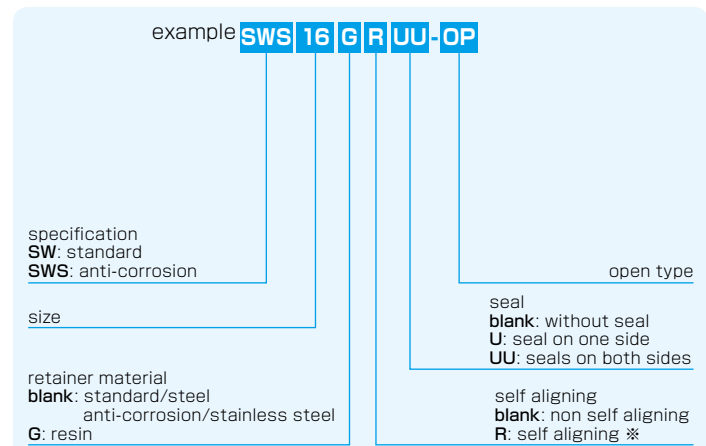 example SWS 16 G R UU-OP
specification
SW: standard
SWS: anti-corrosion
size
retainer material
blank: standard/steel
anti-corrosion/stainless steel
G: resin
open type
seal
blank: without seal
U: seal on one side
UU: seals on both sides
self aligning
blank: non self aligning
R: self aligning ※